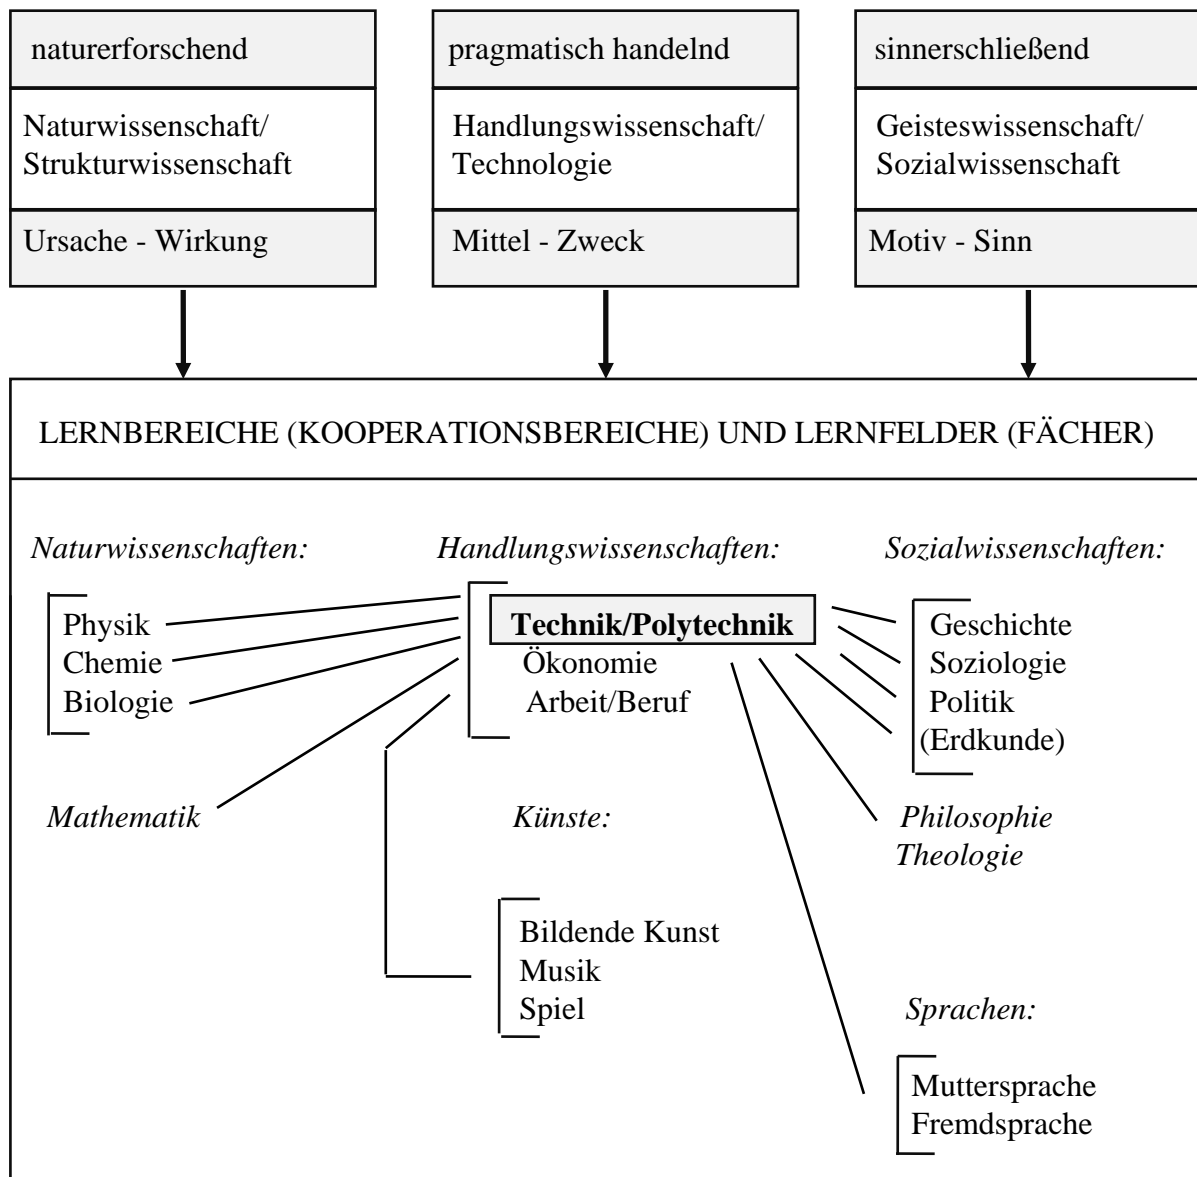 naturerforschend
Naturwissenschaft/
Strukturwissenschaft
Ursache - Wirkung
pragmatisch handelnd
Handlungswissenschaft/
Technologie
Mittel - Zweck
sinnerschließend
Geisteswissenschaft/
Sozialwissenschaft
Motiv - Sinn
LERNBEREICHE (KOOPERATIONSBEREICHE) UND LERNFELDER (FÄCHER)
Naturwissenschaften:
Physik
Chemie
Biologie
Mathematik
Handlungswissenschaften:
Technik/Polytechnik
Ökonomie
Arbeit/Beruf
Künste:
Bildende Kunst
Musik
Spiel
Sozialwissenschaften:
Geschichte
Soziologie
Politik
(Erdkunde)
Philosophie
Theologie
Sprachen:
Muttersprache
Fremdsprache